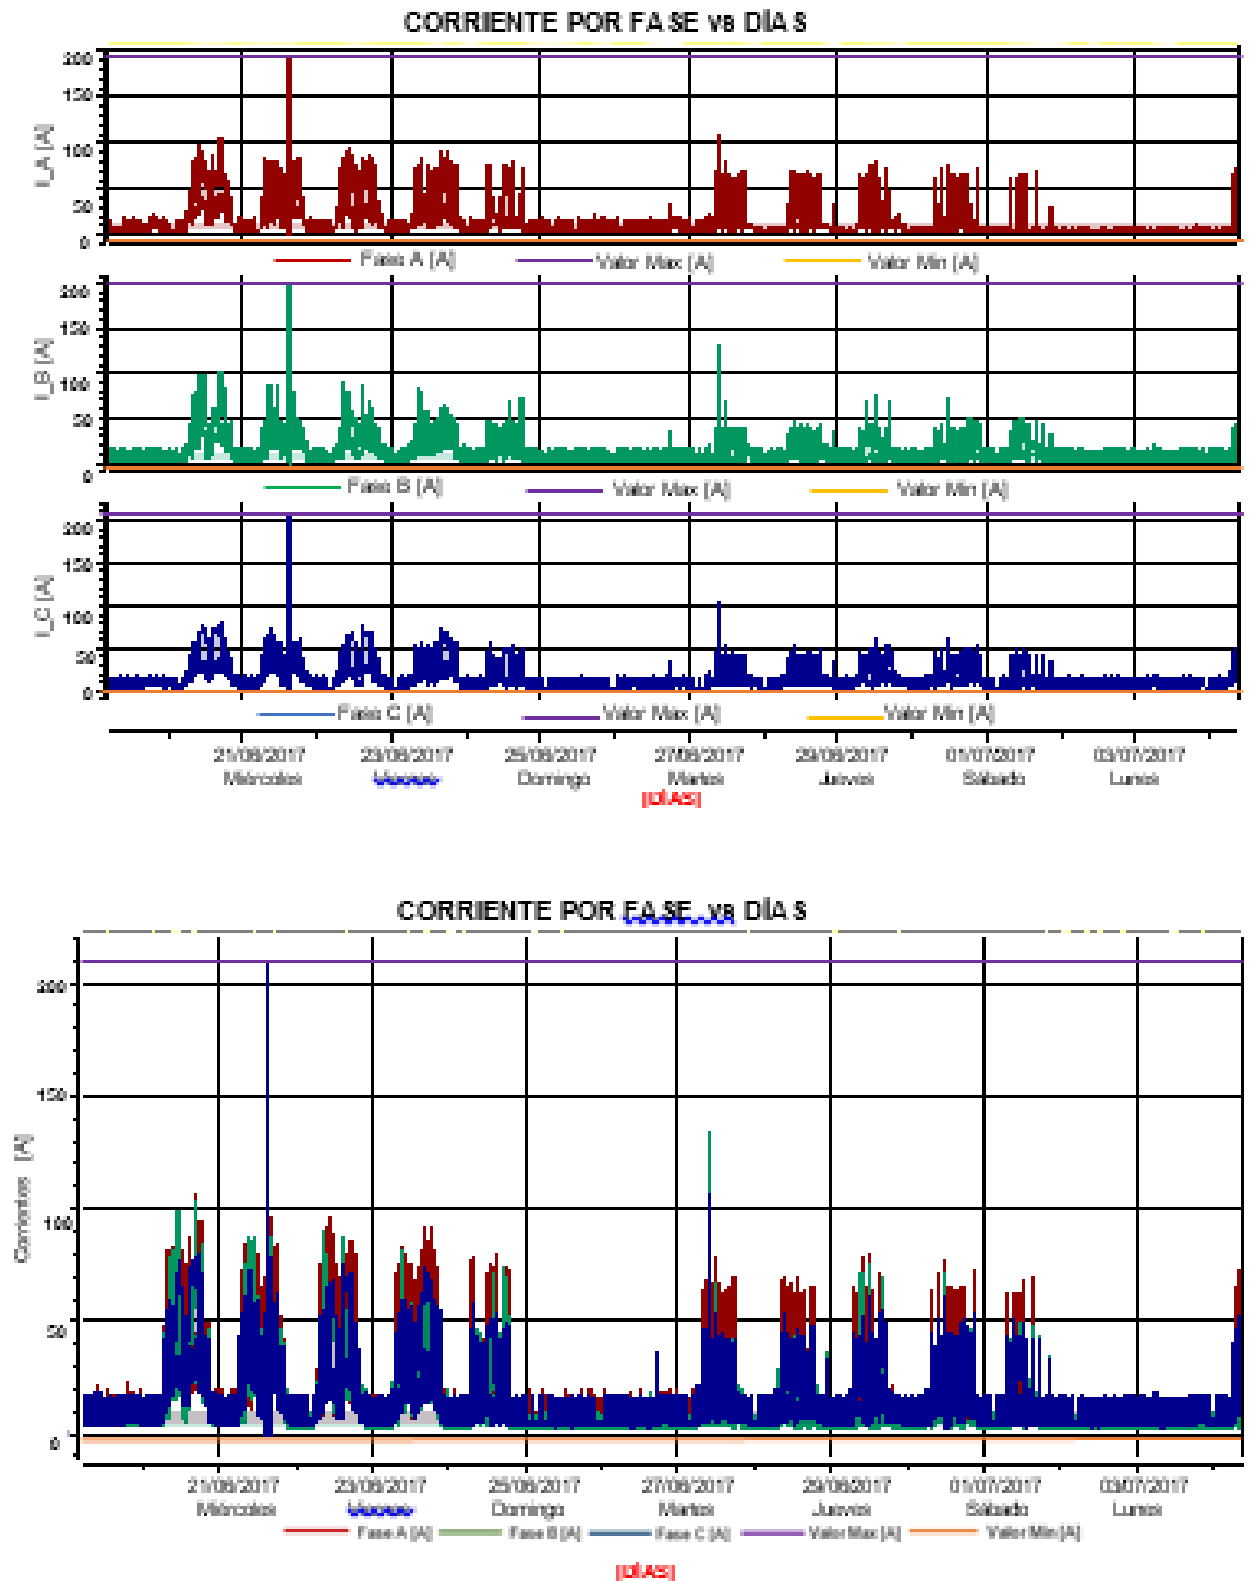 CORRIENTE POR FASE vs DÍAS
I_A [A]
200
150
100
50
0
Fase A [A] Valor Max [A] Valor Min [A]
I_B [A]
200
150
100
50
0
Fase B [A] Valor Max [A] Valor Min [A]
I_C [A]
200
150
100
50
0
Fase C [A] Valor Max [A] Valor Min [A]
21/06/2017 23/06/2017 25/06/2017 27/06/2017 29/06/2017 01/07/2017 03/07/2017
Miércoles Viernes Domingo Martes Jueves Sábado Lunes
[DÍAS]
CORRIENTE POR FASE vs DÍAS
Corrientes [A]
200
150
100
50
0
21/06/2017 23/06/2017 25/06/2017 27/06/2017 29/06/2017 01/07/2017 03/07/2017
Miércoles Viernes Domingo Martes Jueves Sábado Lunes
Fase A [A] Fase B [A] Fase C [A] Valor Max [A] Valor Min [A]
[DÍAS]